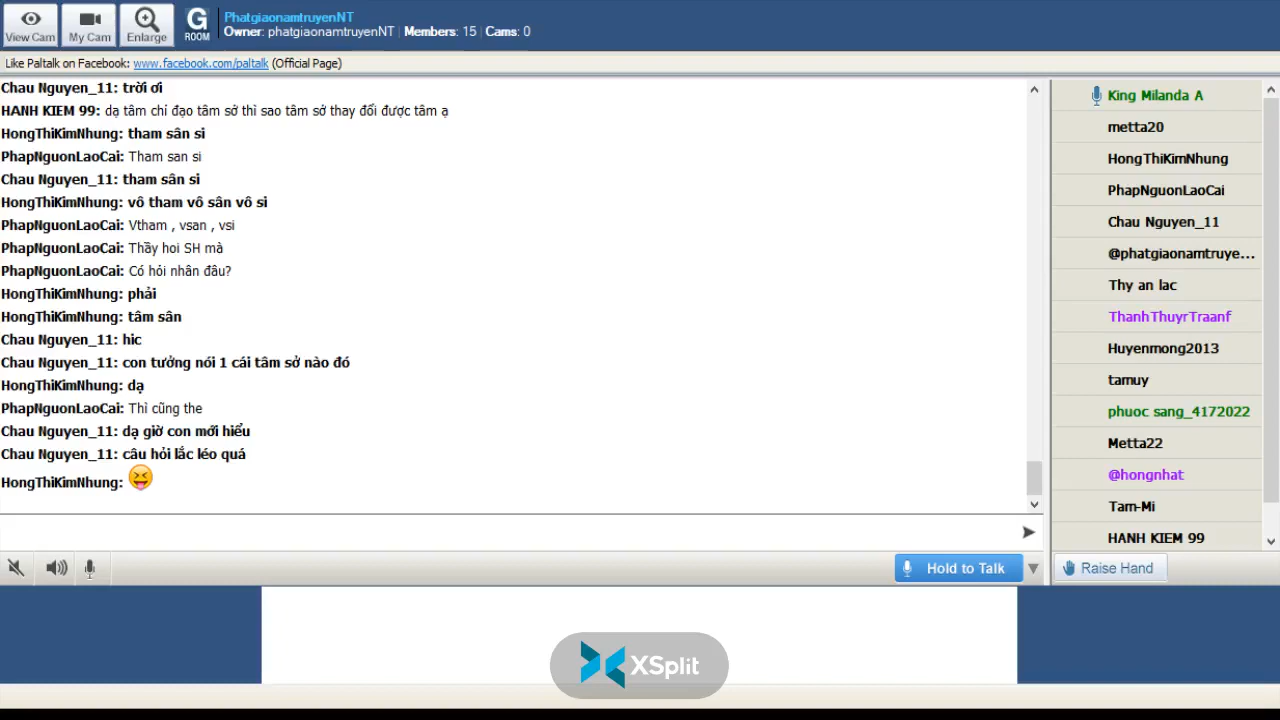 View Cam
My Cam
Enlarge
G
ROOM
PhatgiaonamtruyenNT
Owner: phatgiaonamtruyenNT | Members: 15 | Cams: 0
Like Paltalk on Facebook: www.facebook.com/paltalk (Official Page)
Chau Nguyen_11: trời ơi
HANH KIEM 99: dạ tâm chỉ đạo tâm sở thì sao tâm sở thay đổi được tâm ạ
HongThiKimNhung: tham sân si
PhapNguonLaoCai: Tham san si
Chau Nguyen_11: tham sân si
HongThiKimNhung: vô tham vô sân vô si
PhapNguonLaoCai: Vtham , vsan , vsi
PhapNguonLaoCai: Thầy hoi SH mà
PhapNguonLaoCai: Có hỏi nhân đâu?
HongThiKimNhung: phải
HongThiKimNhung: tâm sân
Chau Nguyen_11: hic
Chau Nguyen_11: con tưởng nói 1 cái tâm sở nào đó
HongThiKimNhung: dạ
PhapNguonLaoCai: Thì cũng the
Chau Nguyen_11: dạ giờ con mới hiểu
Chau Nguyen_11: câu hỏi lắc léo quá
HongThiKimNhung:
King Milanda A
metta20
HongThiKimNhung
PhapNguonLaoCai
Chau Nguyen_11
@phatgiaonamtruye...
Thy an lac
ThanhThuyrTraanf
Huyenmong2013
tamuy
phuoc sang_4172022
Metta22
@hongnhat
Tam-Mi
HANH KIEM 99
Hold to Talk
Raise Hand
XSplit